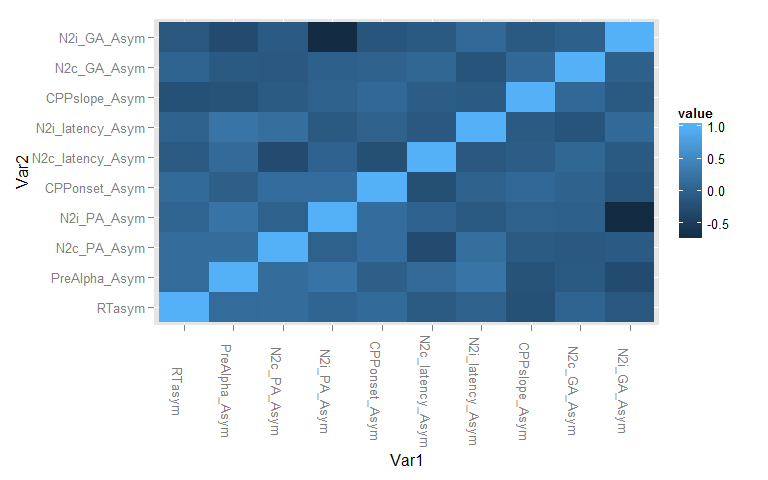 N2i_GA_Asym
N2c_GA_Asym
CPPslope_Asym
N2i_latency_Asym
N2c_latency_Asym
CPPonset_Asym
N2i_PA_Asym
N2c_PA_Asym
PreAlpha_Asym
RTasym
Var2
RTasym
PreAlpha_Asym
N2c_PA_Asym
N2i_PA_Asym
CPPonset_Asym
N2c_latency_Asym
N2i_latency_Asym
CPPslope_Asym
N2c_GA_Asym
N2i_GA_Asym
Var1
value
1.0
0.5
0.0
-0.5